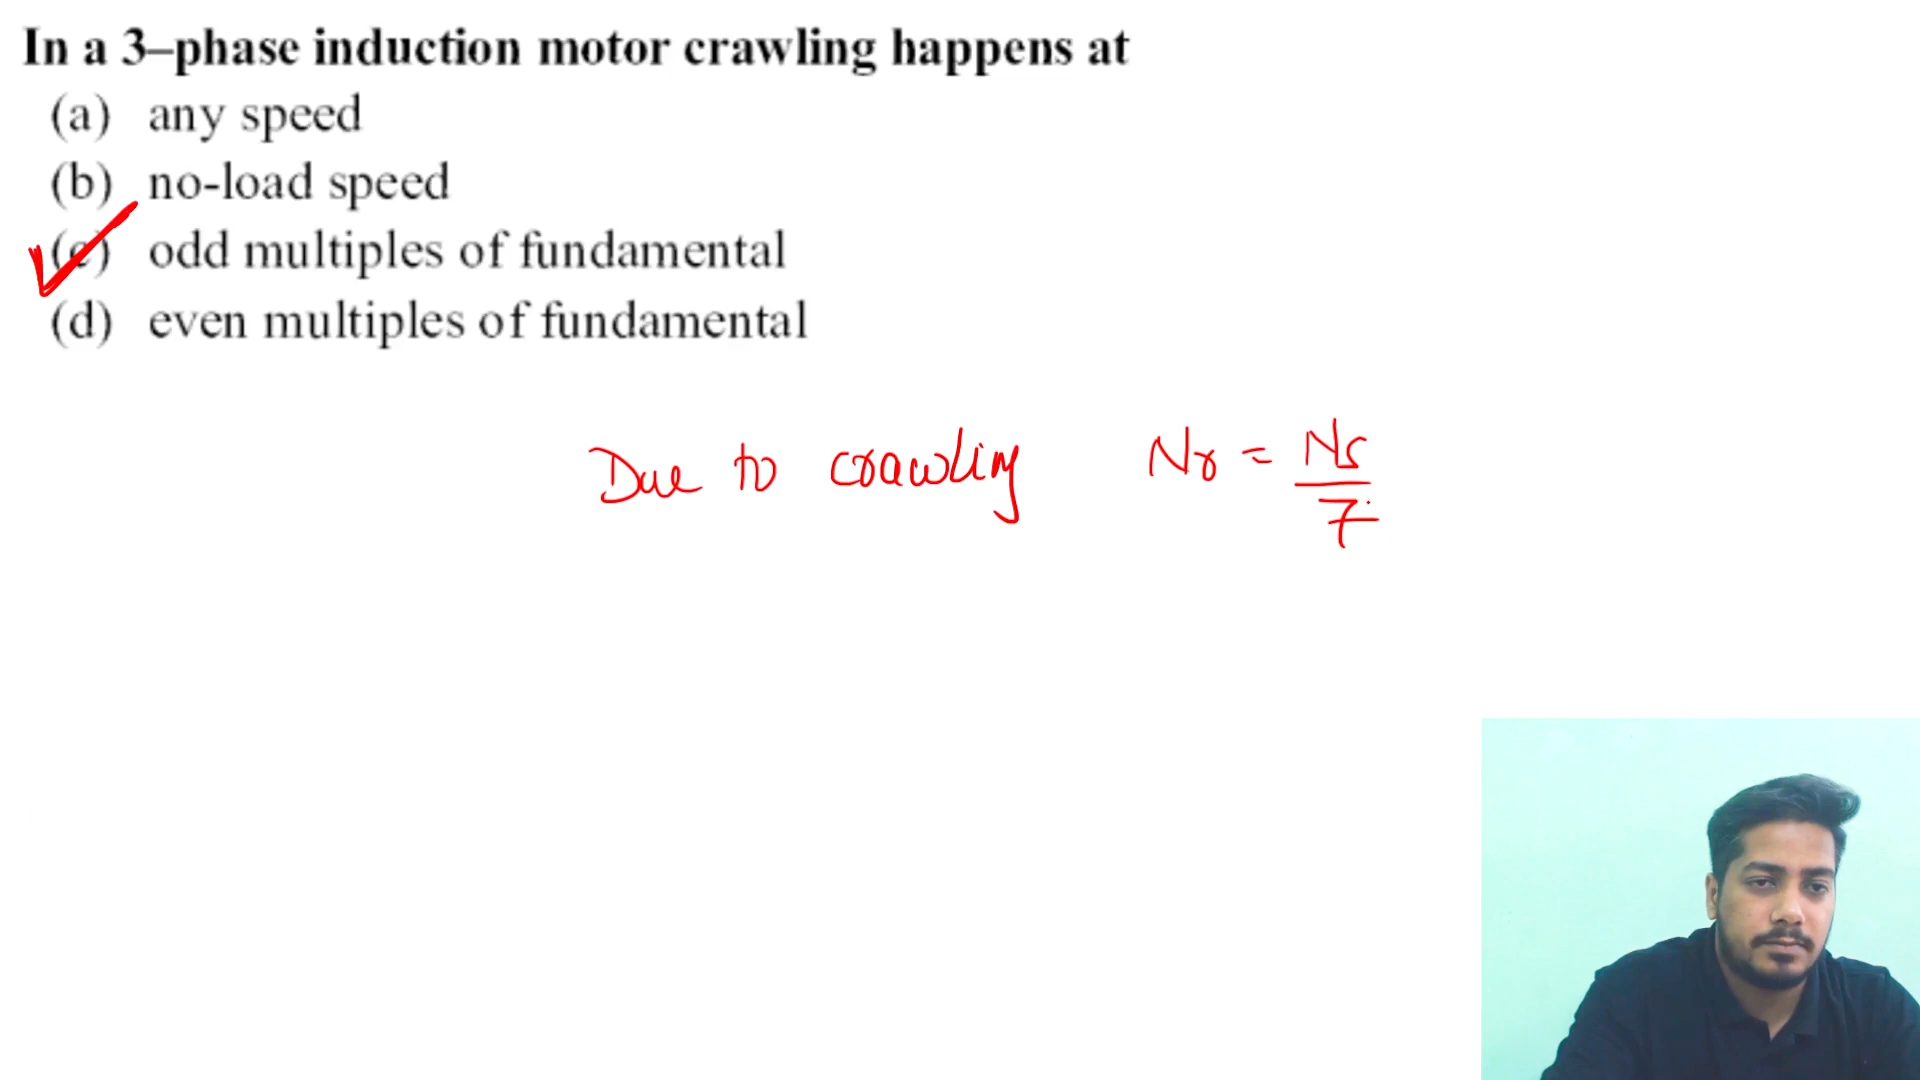 In a 3–phase induction motor crawling happens at
(a) any speed
(b) no-load speed
(c) odd multiples of fundamental
(d) even multiples of fundamental
Due to crawling Nr = Ns
7